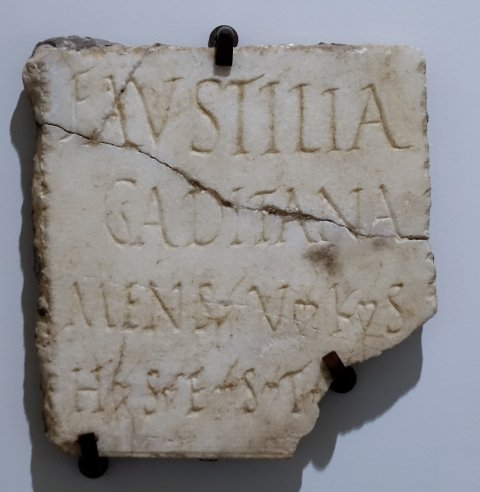 FAVSTILIA
GADITANA
MENS ❦ V ❦ K ❦ S
H ❦ S ❦ E ❦ S ❦ T